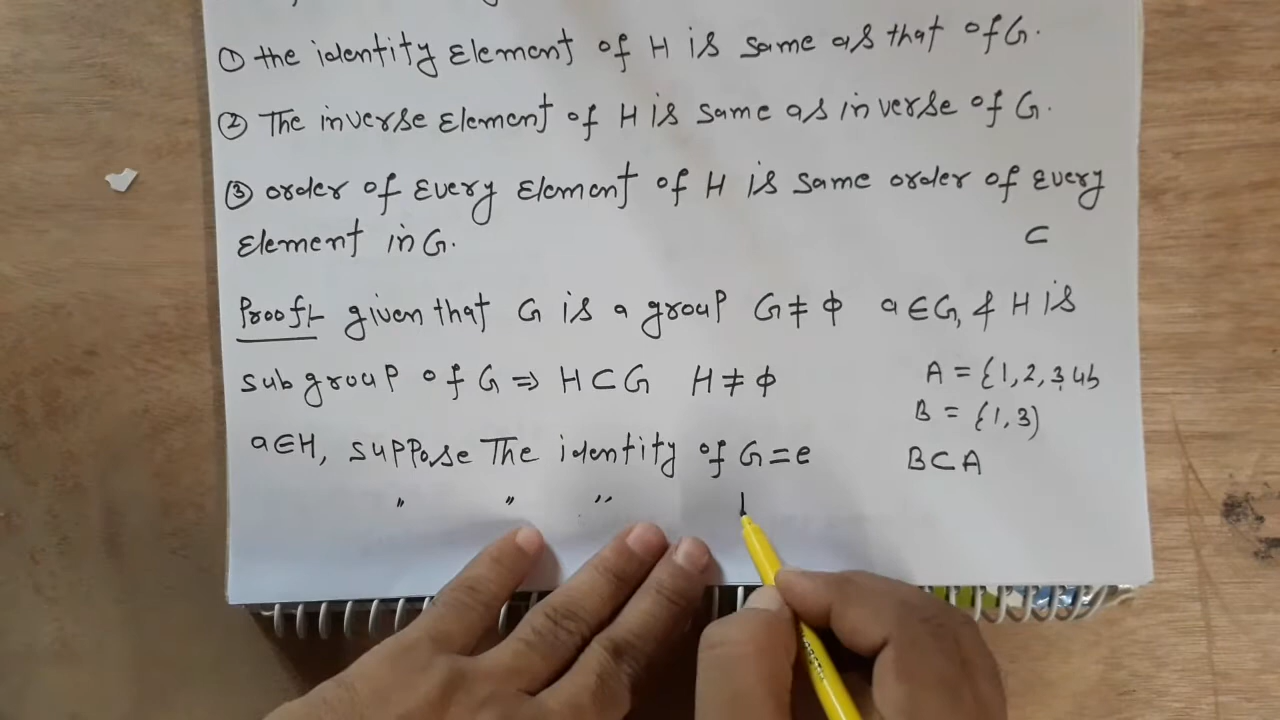 ① the identity Element of H is same as that of G.
② The inverse Element of H is same as inverse of G.
③ order of Every Element of H is same order of Every
Element in G.
⊂
Proof:- given that G is a group G ≠ ϕ a ∈ G, & H is
subgroup of G ⇒ H ⊂ G H ≠ ϕ
A = {1, 2, 3, 4}
B = {1, 3}
B ⊂ A
a ∈ H, suppose The identity of G = e
" " "